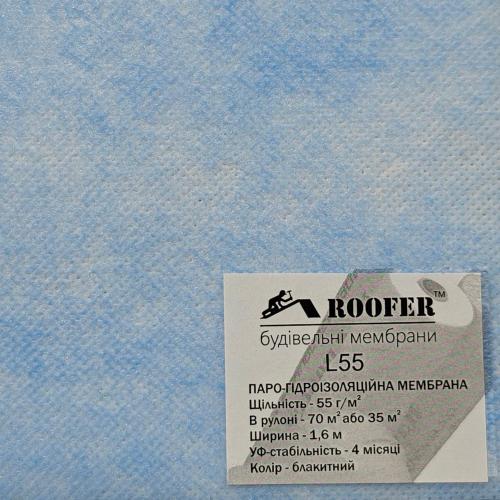 ROOFER™
будівельні мембрани
L55
ПАРО-ГІДРОІЗОЛЯЦІЙНА МЕМБРАНА
Щільність - 55 г/м²
В рулоні - 70 м² або 35 м²
Ширина - 1,6 м
УФ-стабільність - 4 місяці
Колір - блакитний